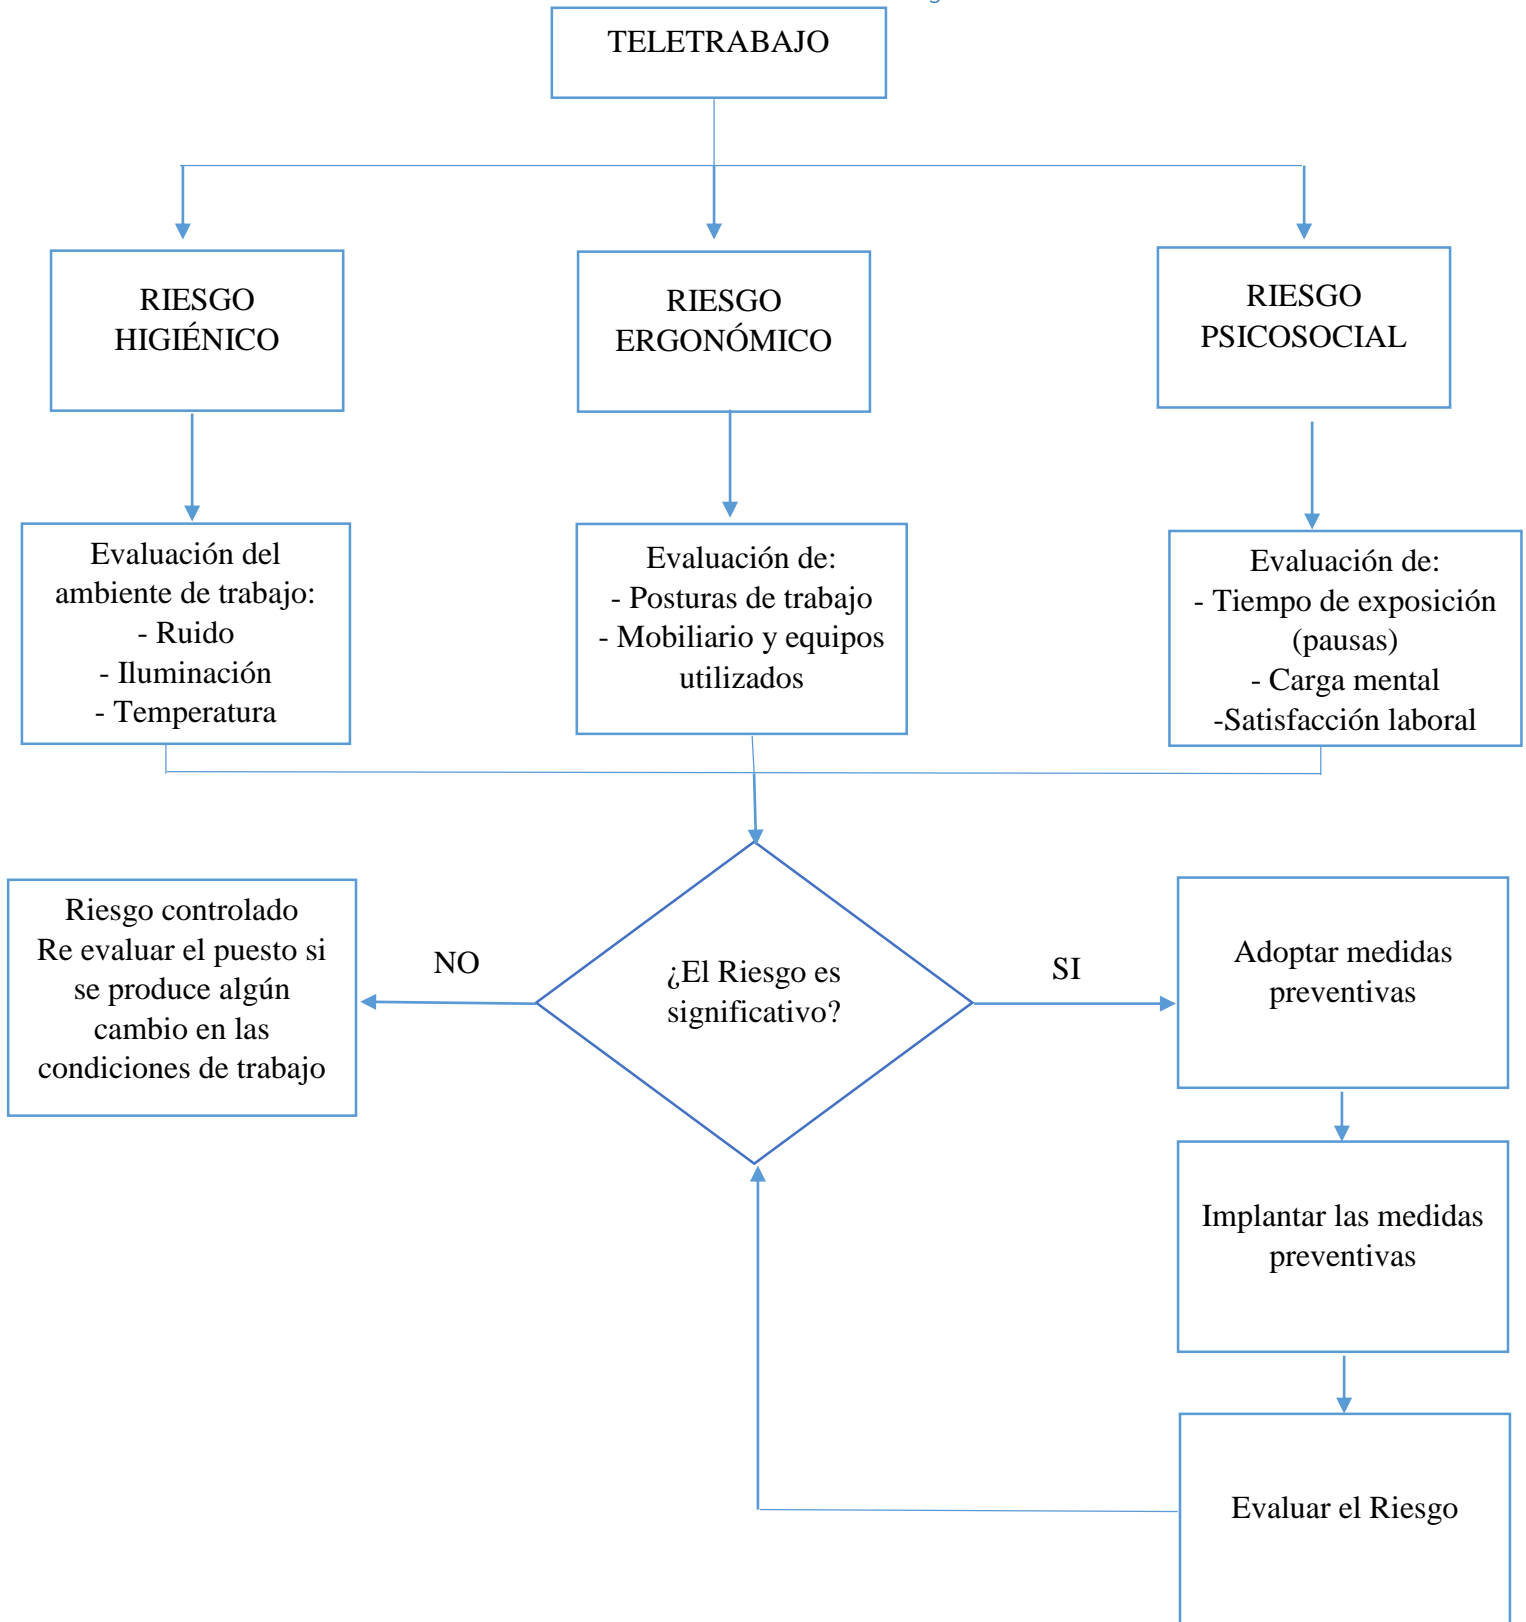 TELETRABAJO
RIESGO
HIGIÉNICO
RIESGO
ERGONÓMICO
RIESGO
PSICOSOCIAL
Evaluación del
ambiente de trabajo:
- Ruido
- Iluminación
- Temperatura
Evaluación de:
- Posturas de trabajo
- Mobiliario y equipos
utilizados
Evaluación de:
- Tiempo de exposición
(pausas)
- Carga mental
-Satisfacción laboral
Riesgo controlado
Re evaluar el puesto si
se produce algún
cambio en las
condiciones de trabajo
NO
¿El Riesgo es
significativo?
SI
Adoptar medidas
preventivas
Implantar las medidas
preventivas
Evaluar el Riesgo